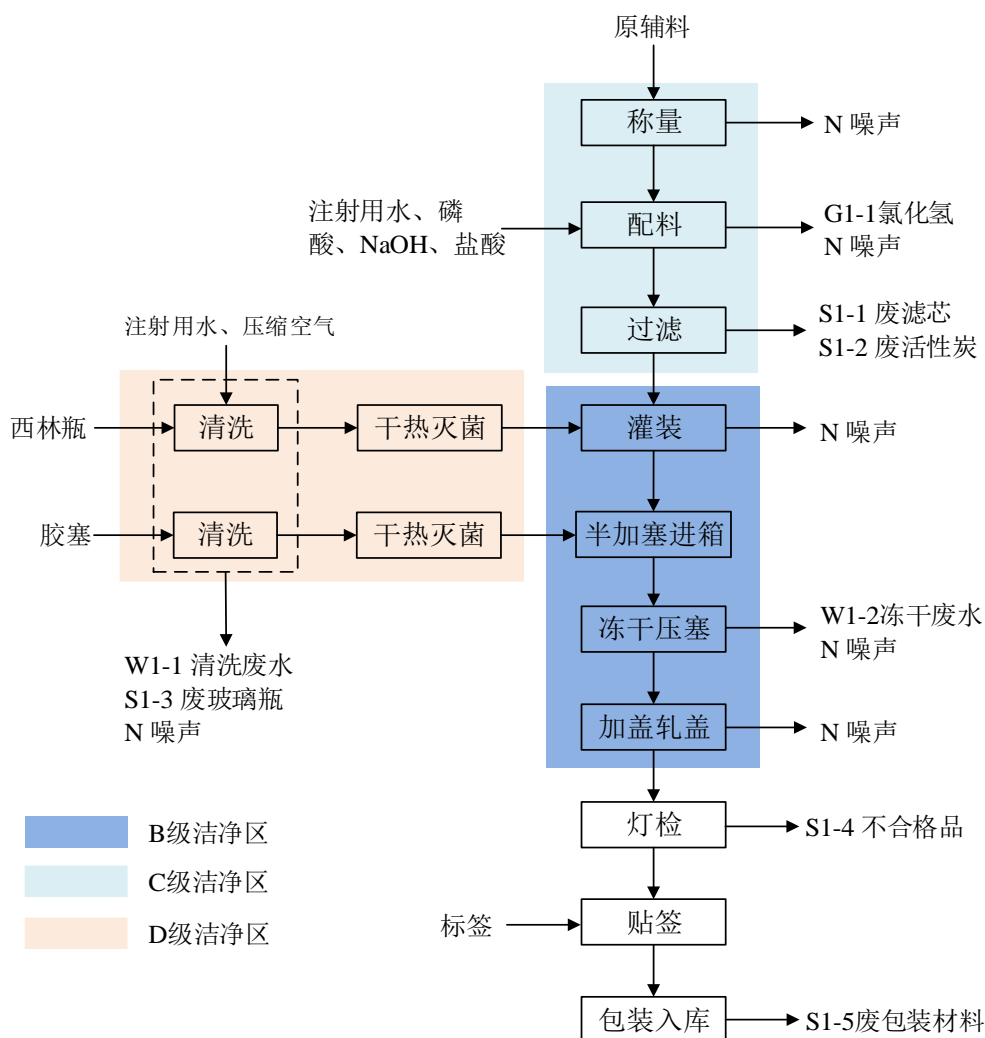 原辅料
称量
N 噪声
注射用水、磷
酸、NaOH、盐酸
配料
G1-1氯化氢
N 噪声
注射用水、压缩空气
过滤
S1-1 废滤芯
S1-2 废活性炭
西林瓶
清洗
干热灭菌
灌装
N 噪声
胶塞
清洗
干热灭菌
半加塞进箱
冻干压塞
W1-2冻干废水
N 噪声
W1-1 清洗废水
S1-3 废玻璃瓶
N 噪声
加盖轧盖
N 噪声
灯检
S1-4 不合格品
B级洁净区
C级洁净区
D级洁净区
标签
贴签
包装入库
S1-5废包装材料